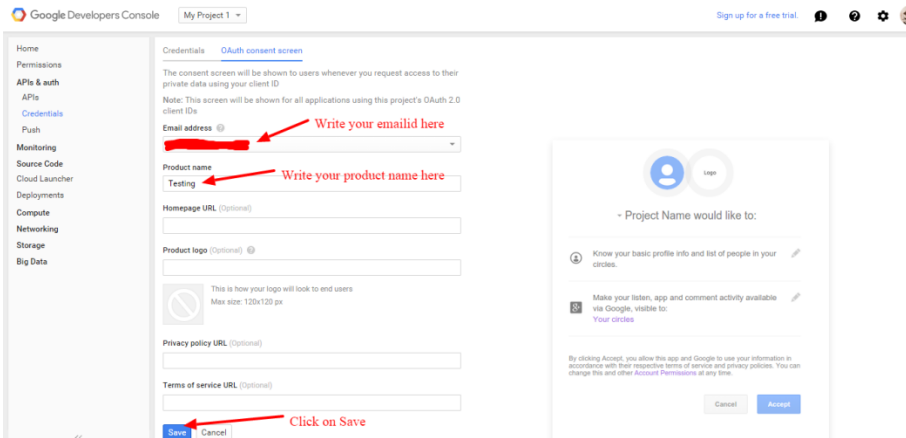 Google Developers Console
My Project 1
Sign up for a free trial.
Home
Permissions
APIs & auth
APIs
Credentials
Push
Monitoring
Source Code
Cloud Launcher
Deployments
Compute
Networking
Storage
Big Data
Credentials
OAuth consent screen
The consent screen will be shown to users whenever you request access to their
private data using your client ID
Note: This screen will be shown for all applications using this project's OAuth 2.0
client IDs
Email address
Write your emailid here
Product name
Testing
Write your product name here
Homepage URL (Optional)
Product logo (Optional)
This is how your logo will look to end users
Max size: 120x120 px
Privacy policy URL (Optional)
Terms of service URL (Optional)
Click on Save
Save
Cancel
Logo
Project Name would like to:
Know your basic profile info and list of people in your
circles.
Make your listen, app and comment activity available
via Google, visible to:
Your circles
By clicking Accept, you allow this app and Google to use your information in
accordance with their respective terms of service and privacy policies. You can
change this and other Account Permissions at any time.
Cancel
Accept